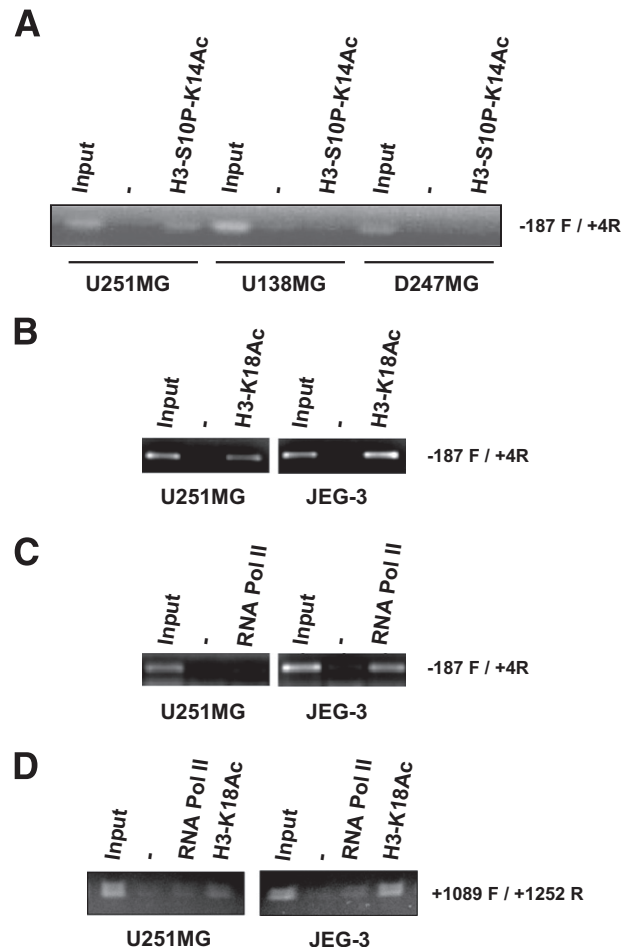 A
Input - H3-S10P-K14Ac Input - H3-S10P-K14Ac Input - H3-S10P-K14Ac
-187 F / +4R
U251MG U138MG D247MG
B
Input - H3-K18Ac Input - H3-K18Ac
-187 F / +4R
U251MG JEG-3
C
Input - RNA Pol II Input - RNA Pol II
-187 F / +4R
U251MG JEG-3
D
Input - RNA Pol II H3-K18Ac Input - RNA Pol II H3-K18Ac
+1089 F / +1252 R
U251MG JEG-3